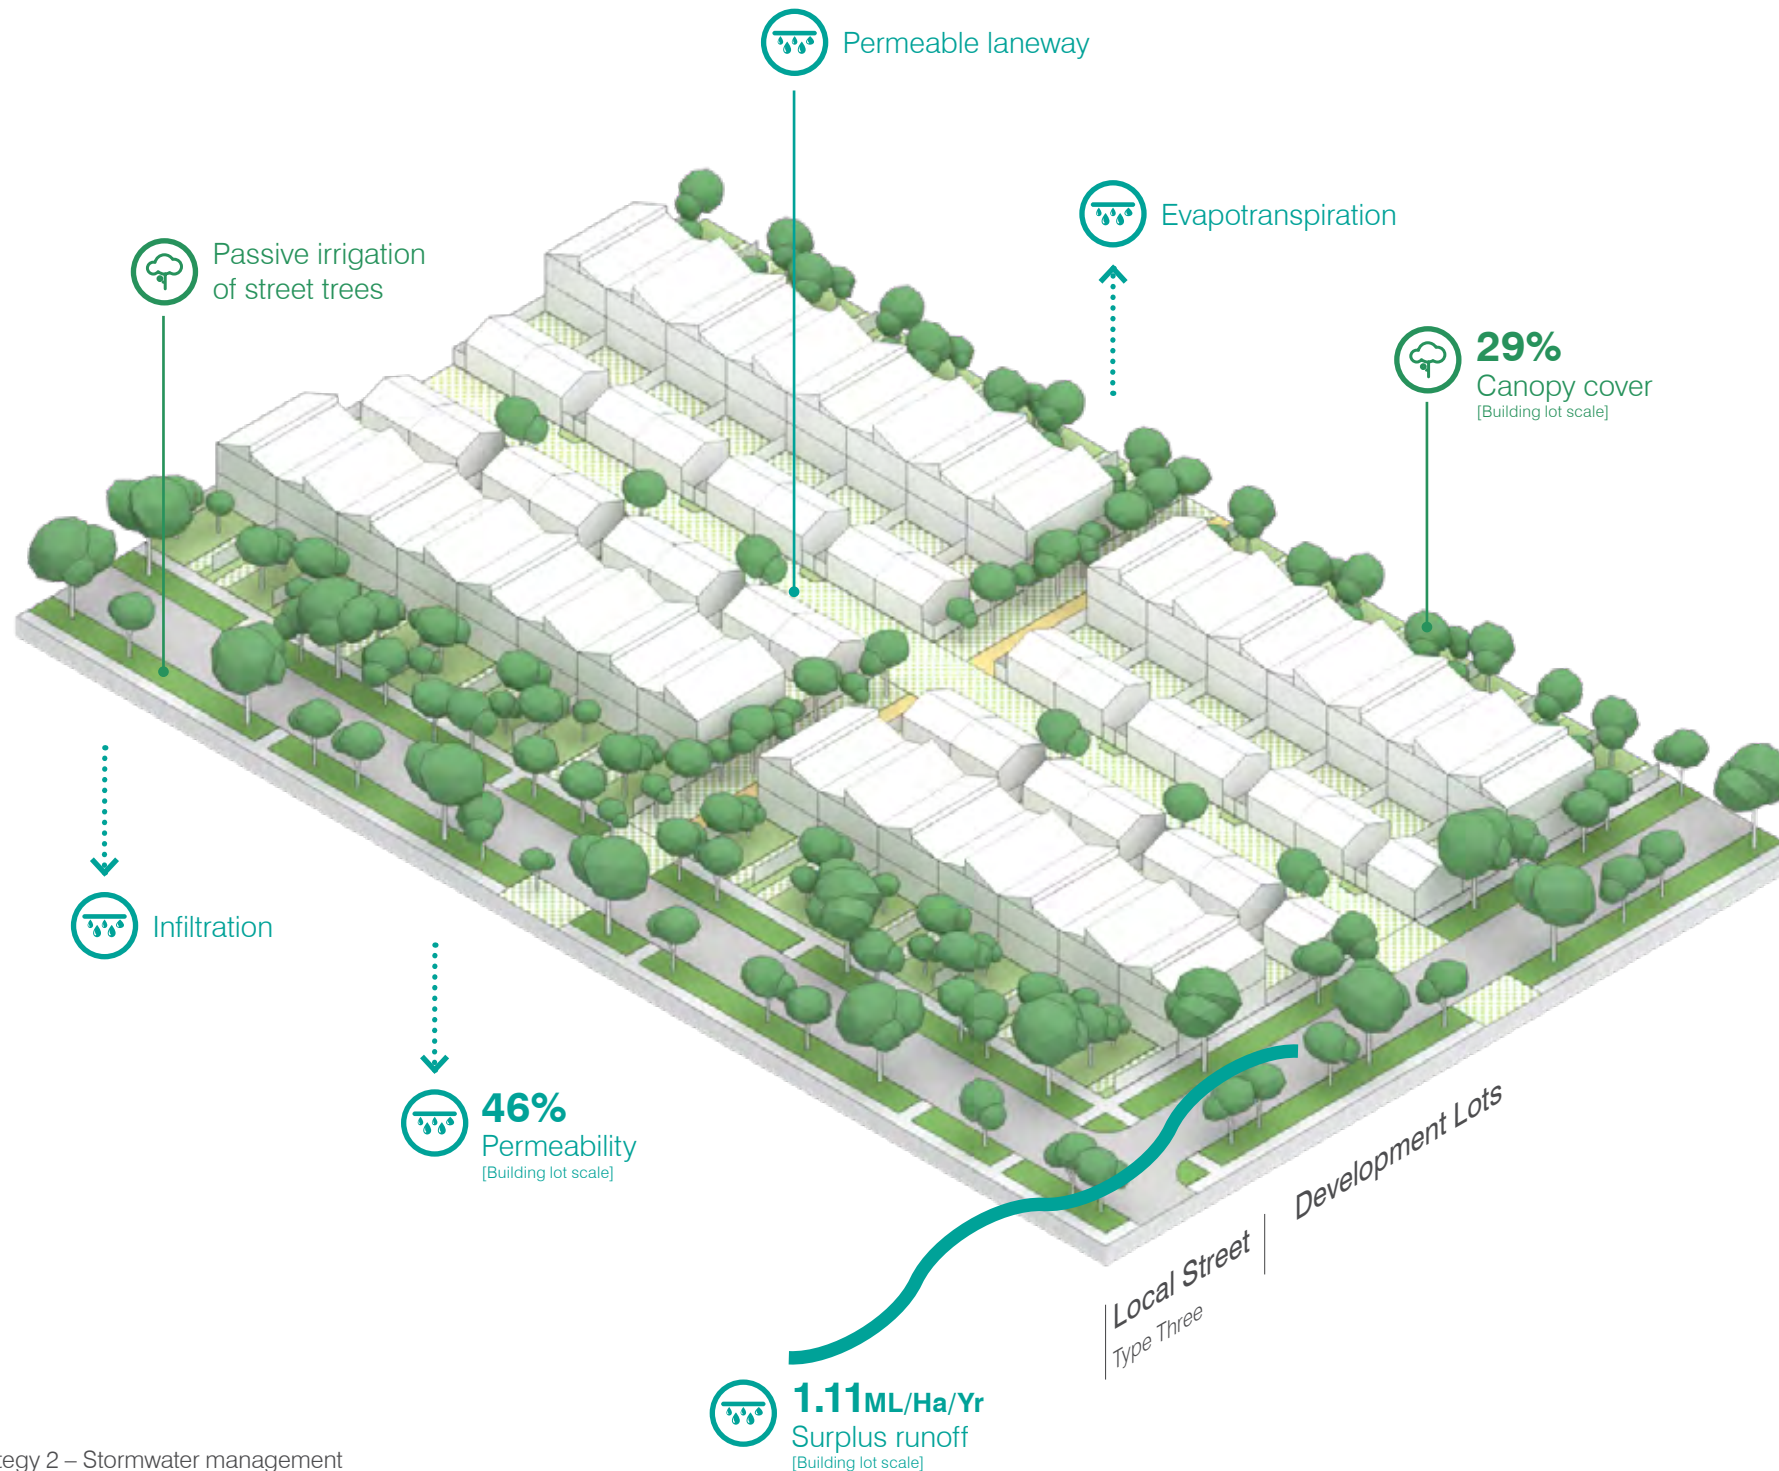 Permeable laneway
Evapotranspiration
Passive irrigation
of street trees
29%
Canopy cover
[Building lot scale]
Infiltration
46%
Permeability
[Building lot scale]
Development Lots
Local Street
Type Three
1.11ML/Ha/Yr
Surplus runoff
[Building lot scale]
2 – Stormwater management